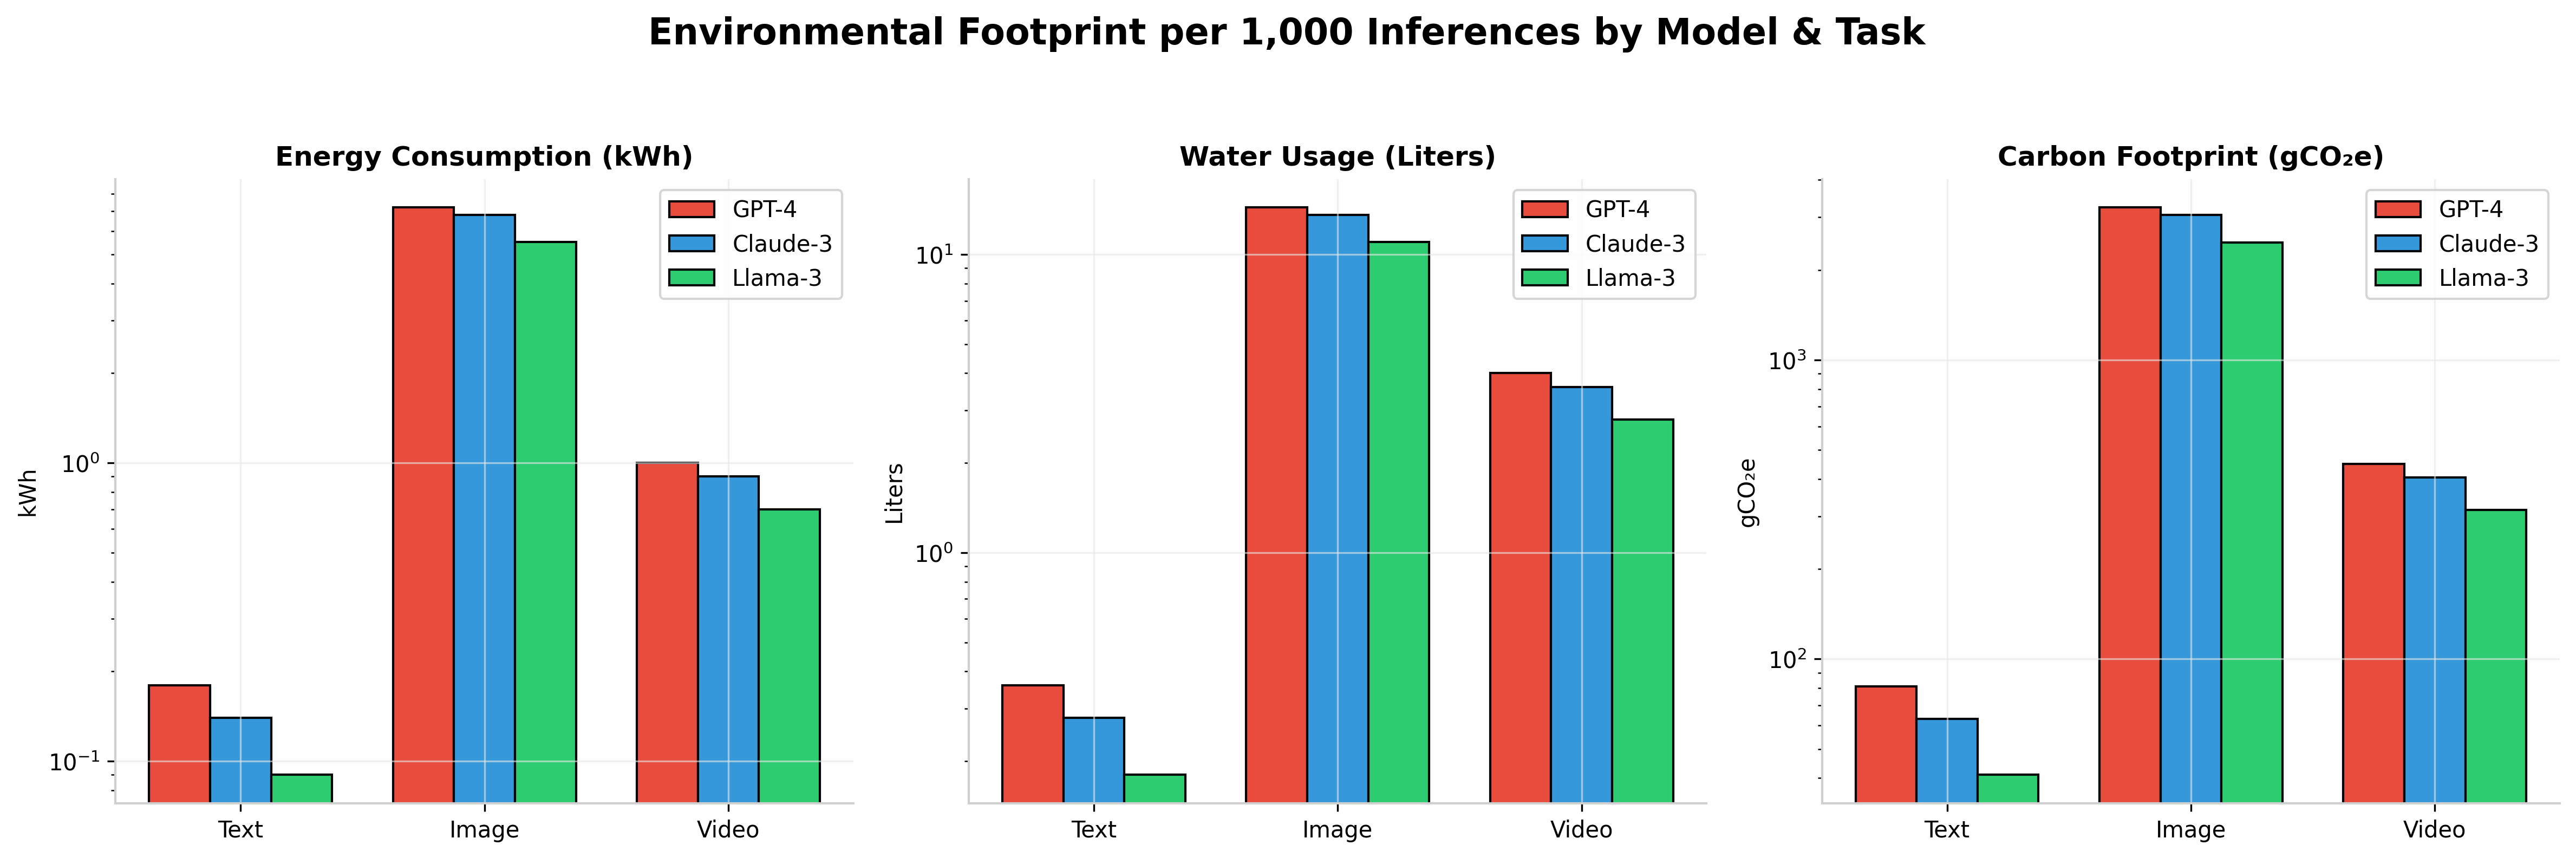 Environmental Footprint per 1,000 Inferences by Model & Task
Energy Consumption (kWh)
kWh
10⁰
10⁻¹
GPT-4
Claude-3
Llama-3
Text
Image
Video
Water Usage (Liters)
Liters
10¹
10⁰
GPT-4
Claude-3
Llama-3
Text
Image
Video
Carbon Footprint (gCO₂e)
gCO₂e
10³
10²
GPT-4
Claude-3
Llama-3
Text
Image
Video